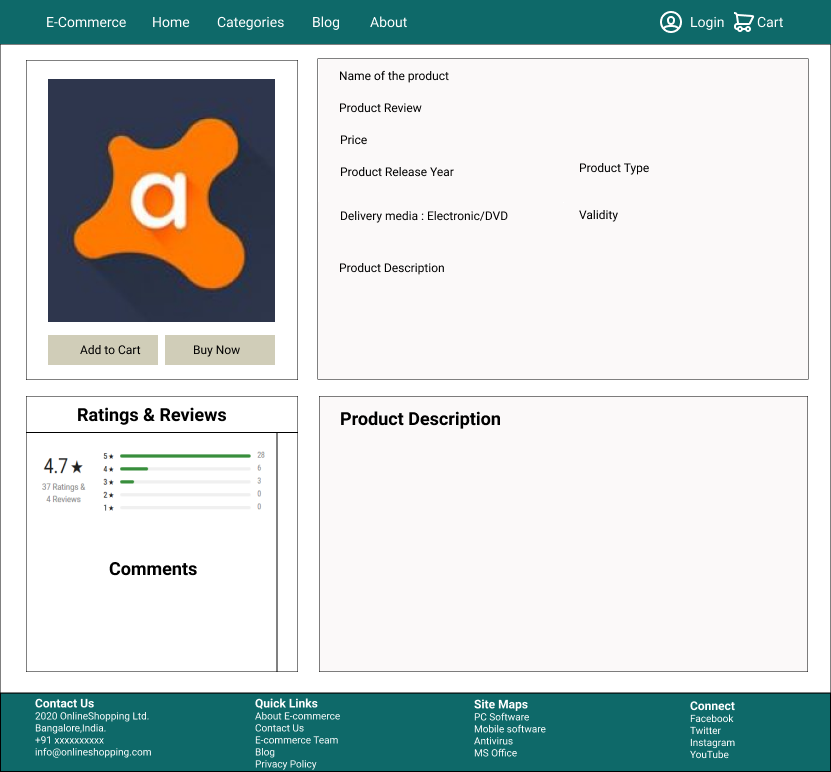 E-Commerce Home Categories Blog About Login Cart
a
Add to Cart Buy Now
Name of the product
Product Review
Price
Product Release Year Product Type
Delivery media : Electronic/DVD Validity
Product Description
Ratings & Reviews
4.7★
37 Ratings &
4 Reviews
5★ 28
4★ 6
3★ 3
2★ 0
1★ 0
Comments
Product Description
Contact Us
2020 OnlineShopping Ltd.
Bangalore,India.
+91 xxxxxxxxxx
info@onlineshopping.com
Quick Links
About E-commerce
Contact Us
E-commerce Team
Blog
Privacy Policy
Site Maps
PC Software
Mobile software
Antivirus
MS Office
Connect
Facebook
Twitter
Instagram
YouTube